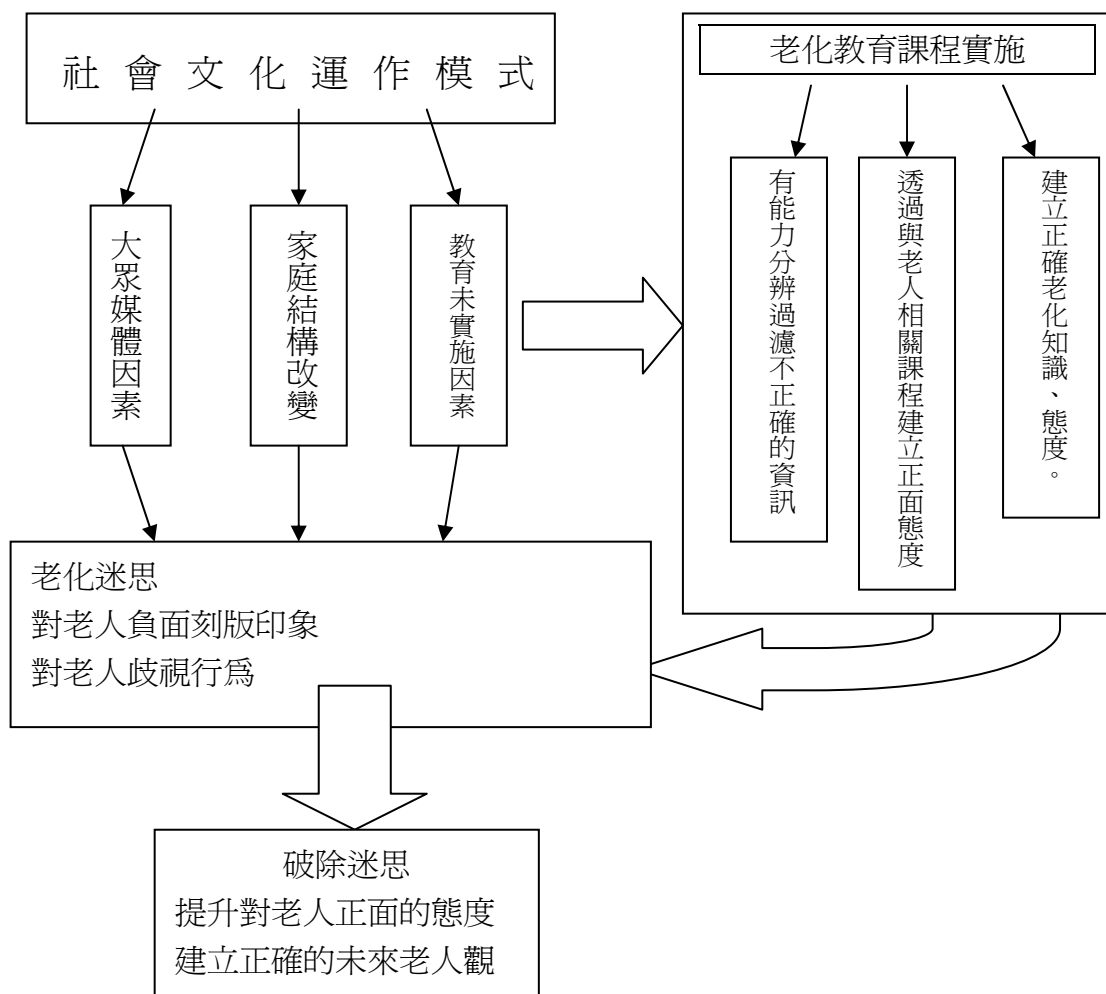 社會文化運作模式
大眾媒體因素
家庭結構改變
教育未實施因素
老化教育課程實施
有能力分辨過濾不正確的資訊
透過與老人相關課程建立正面態度
建立正確老化知識、態度。
老化迷思
對老人負面刻版印象
對老人歧視行為
破除迷思
提升對老人正面的態度
建立正確的未來老人觀